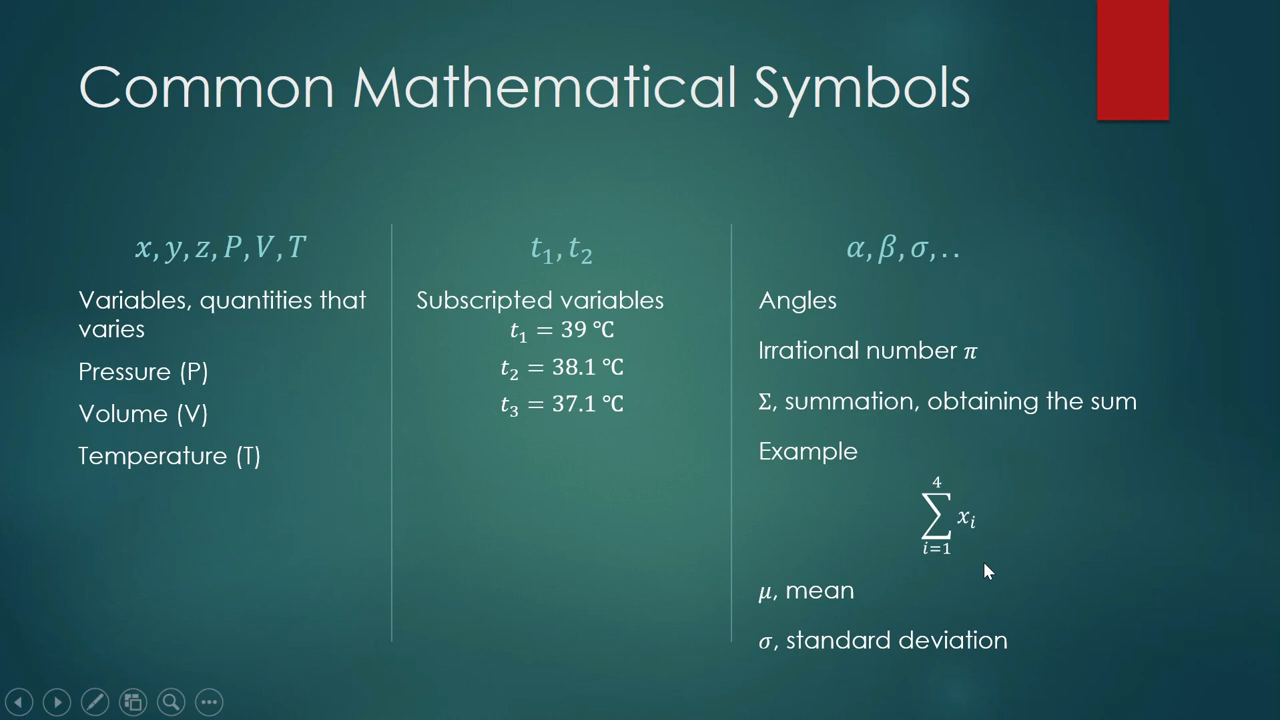 Common Mathematical Symbols
x, y, z, P, V, T
Variables, quantities that
varies
Pressure (P)
Volume (V)
Temperature (T)
t₁, t₂
Subscripted variables
t₁ = 39 ℃
t₂ = 38.1 ℃
t₃ = 37.1 ℃
α, β, σ, . .
Angles
Irrational number π
Σ, summation, obtaining the sum
Example
4
∑ xᵢ
i=1
μ, mean
σ, standard deviation